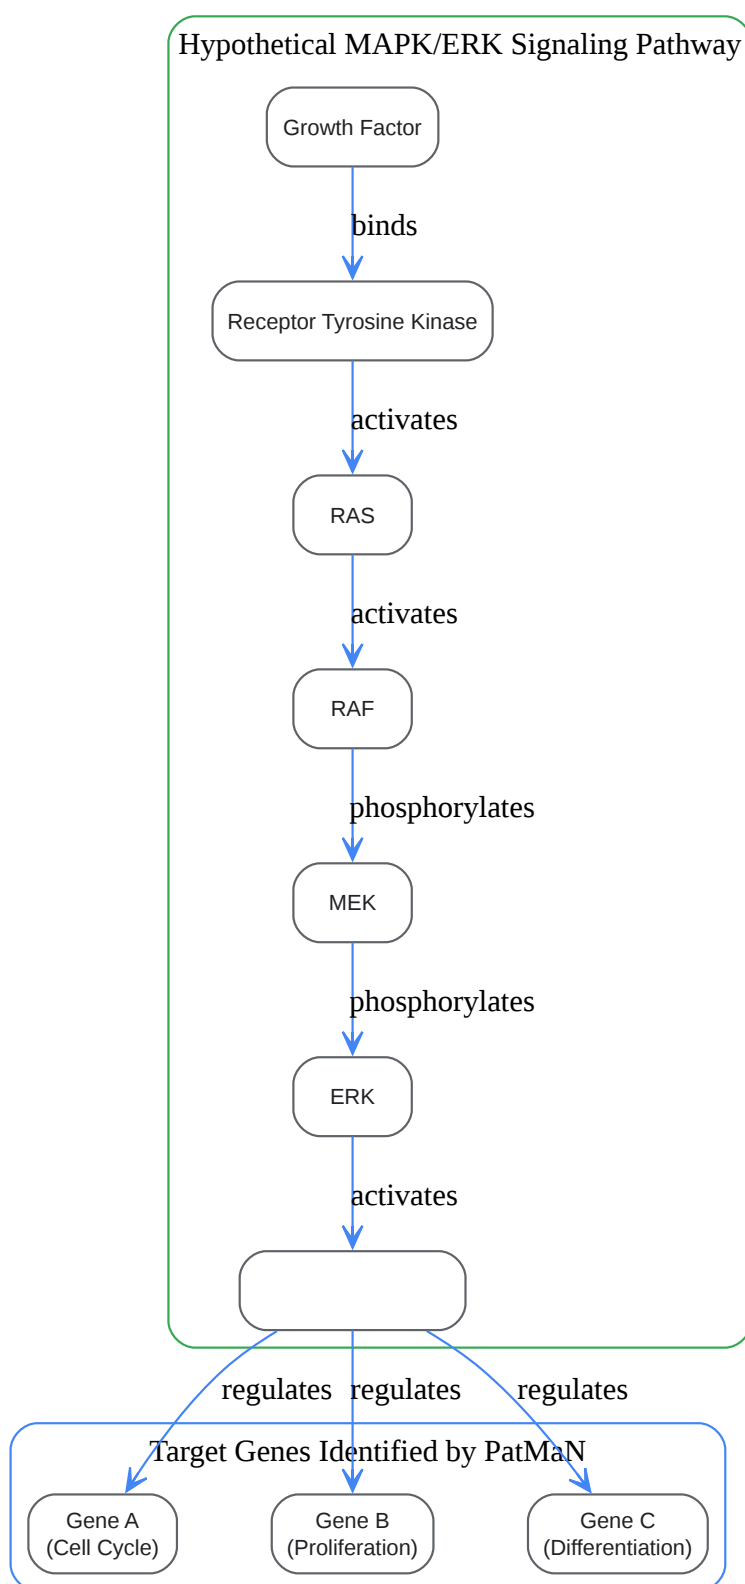 Hypothetical MAPK/ERK Signaling Pathway
Growth Factor
binds
Receptor Tyrosine Kinase
activates
RAS
activates
RAF
phosphorylates
MEK
phosphorylates
ERK
activates
regulates
regulates
regulates
Target Genes Identified by PatMaN
Gene A
(Cell Cycle)
Gene B
(Proliferation)
Gene C
(Differentiation)